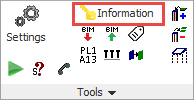 Information
Settings
BIM
BIM
PL1
A13
S?
Tools